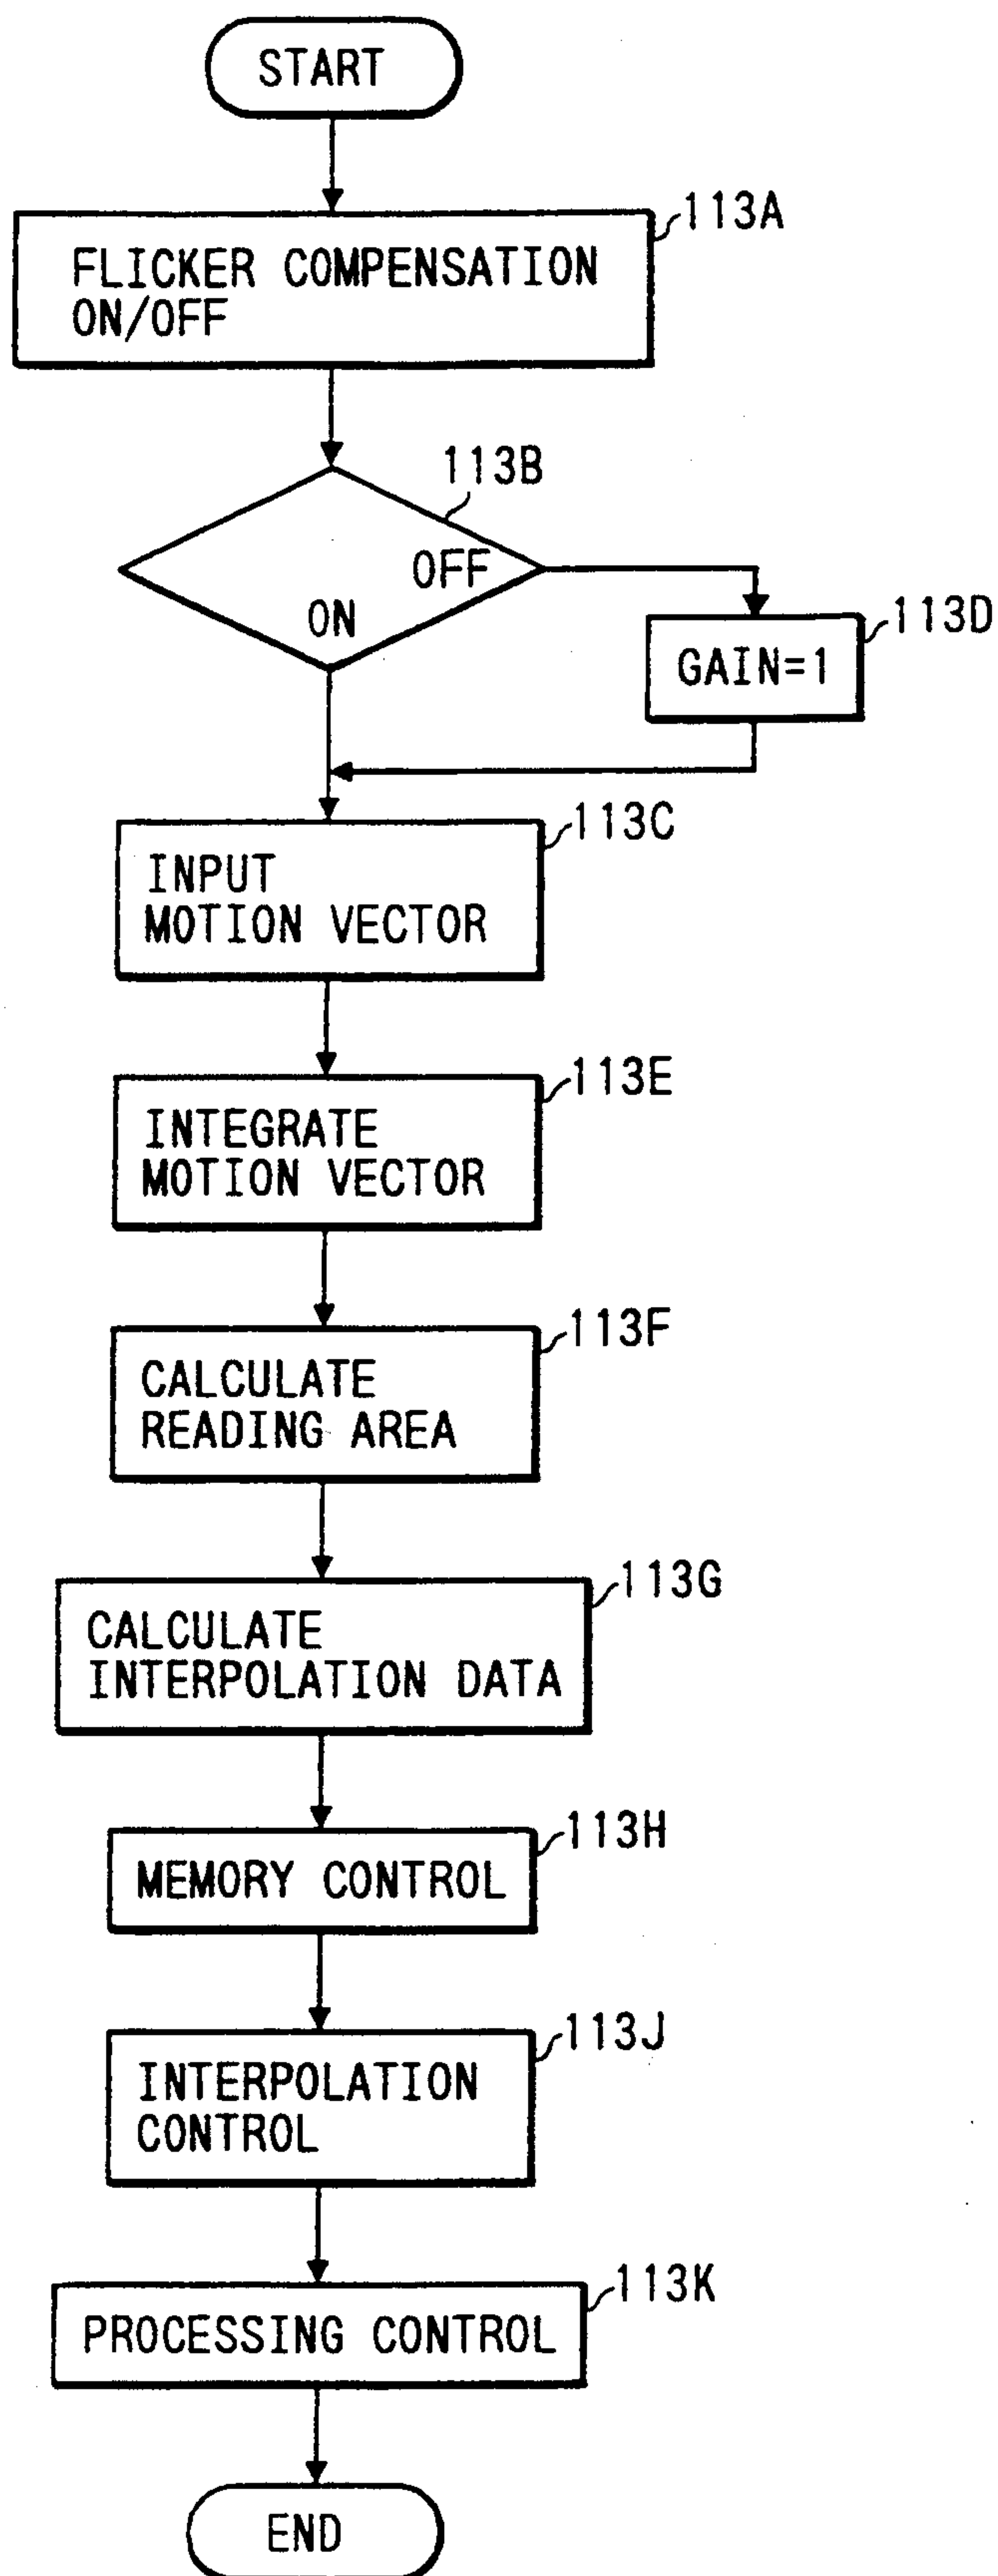 START
113A
FLICKER COMPENSATION
ON/OFF
113B
OFF
ON
113D
GAIN=1
113C
INPUT
MOTION VECTOR
113E
INTEGRATE
MOTION VECTOR
113F
CALCULATE
READING AREA
113G
CALCULATE
INTERPOLATION DATA
113H
MEMORY CONTROL
113J
INTERPOLATION
CONTROL
113K
PROCESSING CONTROL
END